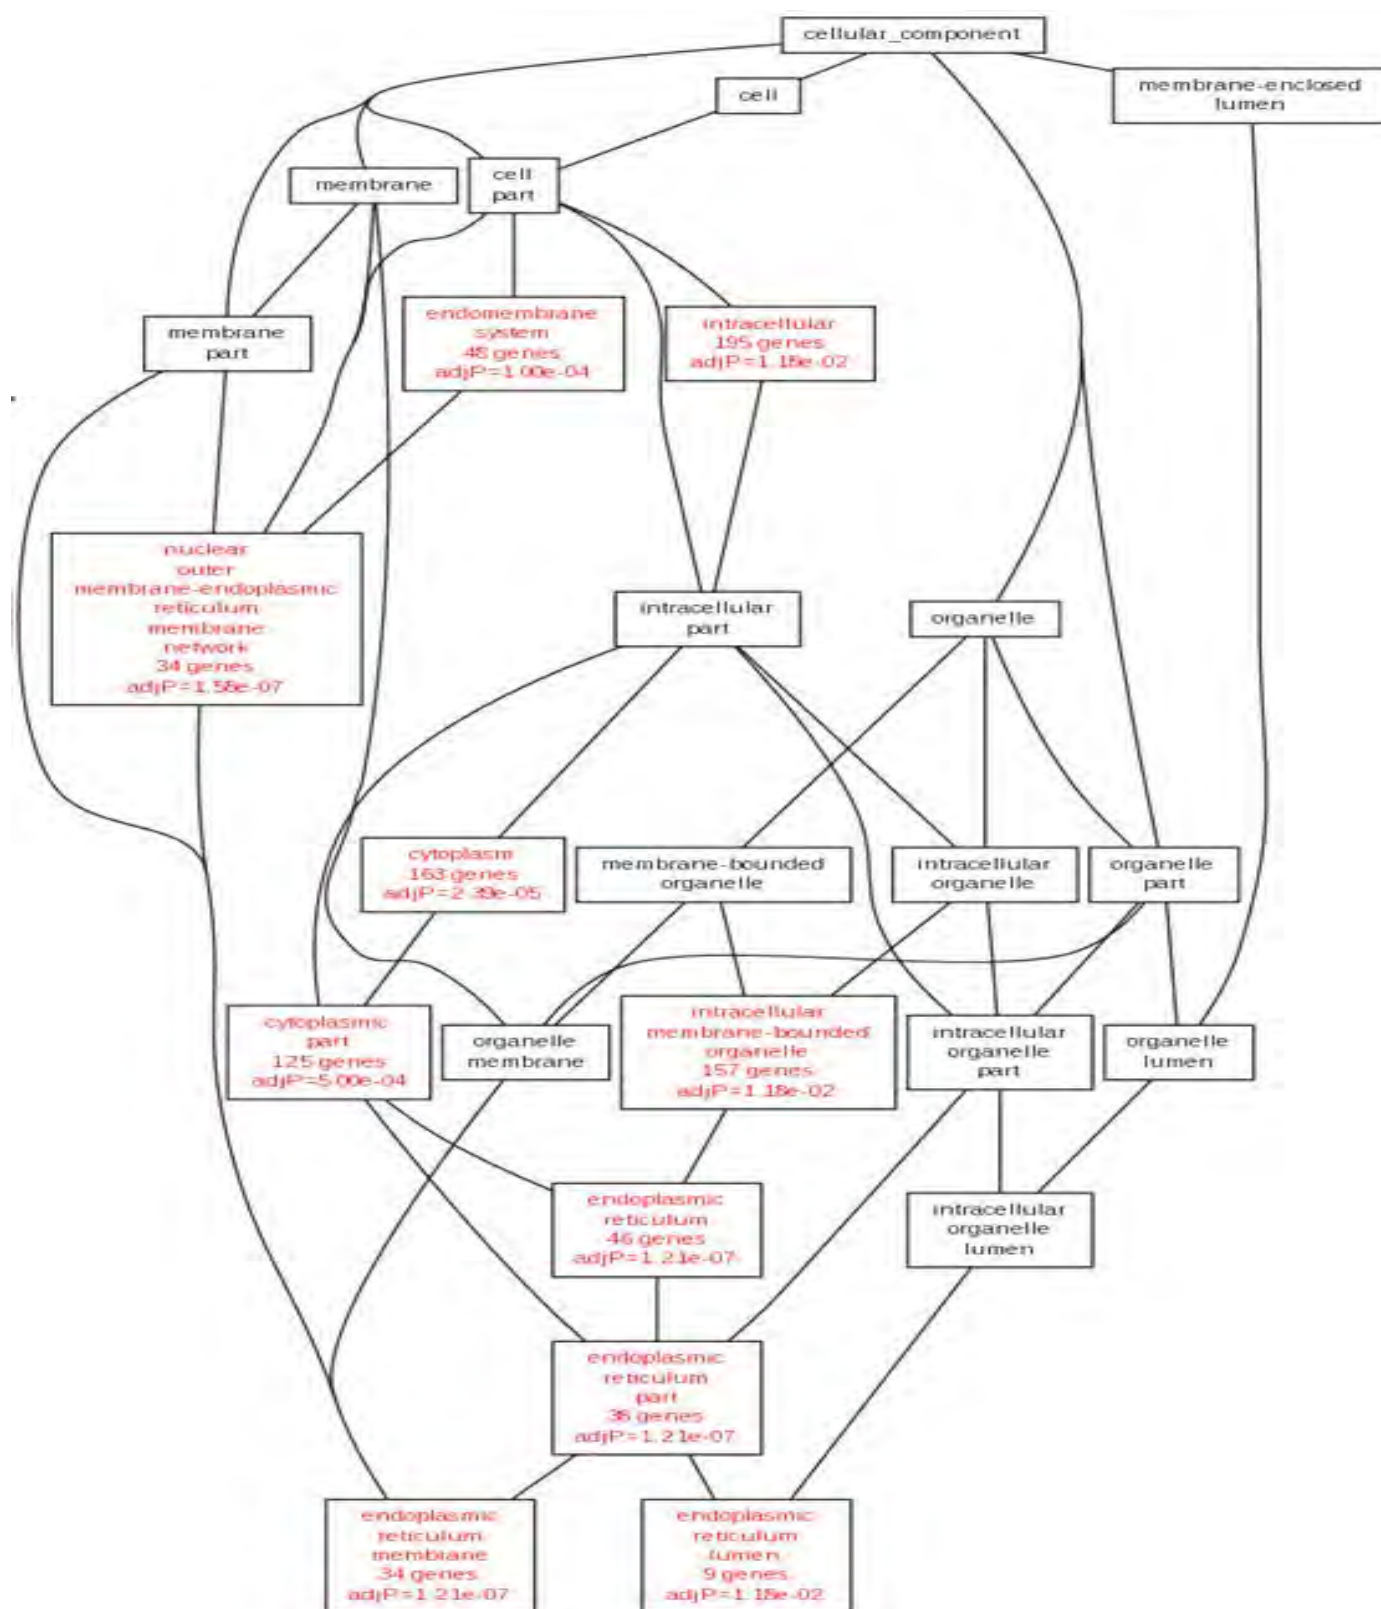 cellular_component
cell
membrane-enclosed
lumen
membrane
cell
part
membrane
part
endomembrane
system
48 genes
adjP=1.00e-04
intracellular
195 genes
adjP=1.18e-02
nuclear
outer
membrane-endoplasmic
reticulum
membrane
network
34 genes
adjP=1.58e-07
intracellular
part
organelle
cytoplasm
163 genes
adjP=2.39e-05
membrane-bounded
organelle
intracellular
organelle
organelle
part
cytoplasmic
part
125 genes
adjP=5.00e-04
organelle
membrane
intracellular
membrane-bounded
organelle
157 genes
adjP=1.18e-02
intracellular
organelle
part
organelle
lumen
endoplasmic
reticulum
46 genes
adjP=1.21e-07
intracellular
organelle
lumen
endoplasmic
reticulum
part
genes
adjP=1.21e-07
endoplasmic
reticulum
membrane
34 genes
adjP=1.21e-07
endoplasmic
reticulum
lumen
9 genes
adjP=1.18e-02